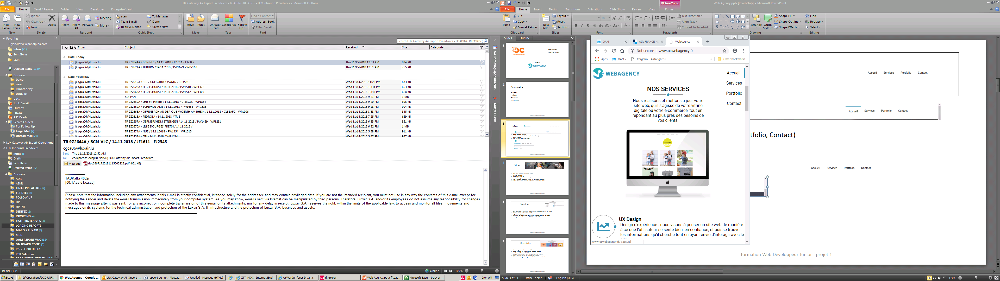 LUX Gateway Air Import Preadvices - LOADING REPORTS - LUX Inbound Preadvices - Microsoft Outlook
File Home Send / Receive Folder View Developer Enterprise Vault
New E-mail New Items Ignore Clean Up Junk Delete Reply Reply All Forward Meeting More
scan To Manager
Team E-mail Done
Reply & Delete Create New
Move Rules Unread/ Read Categorize Follow Up
Find a Contact
Address Book
Filter E-mail
New Delete Respond Quick Steps Move Tags Find
Favorites
Bryan.Razyk@panalpina.com
Inbox (21)
Sent Items
scan
Deleted Items (1130)
Business
David
oam
PanAcademy
truck list
docs
Junk E-mail
Outbox
Private
RSS Feeds
Search Folders
For Follow Up
Large Mail (7)
Unread Mail (21)
LUX Gateway Air Export Operations
LUX Inbound Preadvices
Inbox (1)
Drafts
Sent Items
Deleted Items (22)
Business
ADR
ASML
FINAL PRE ALERT (37)
FLT DTLS (8)
FOLLOW UP
HP
HP TNT
INDITEX (2)
INVOICING (4)
LISTE SID/TCS/VCS (4)
LOADING REPORTS
MAILS à LUXAIR (6)
MRN
OAM REPORT W/O (124)
ON BOARD CONF. (6)
P/S - FLT/TR DELAY
PRE-ALERT LG
Items: 5,634
Search LUX Gateway Air Import Preadvices - LOADING REPORTS
From Subject Received Size Categories
Date: Today
cgca06@luxair.lu TR 9Z2644A / BCN-VLC / 14.11.2018 / JF1611 - FJ2345 Thu 11/15/2018 12:53 AM 894 KB
cgca06@luxair.lu TR 9Z2621A / TILBURG / 14.11.2018 / PW1629 - WP2163 Thu 11/15/2018 12:01 AM 755 KB
Date: Yesterday
cgca06@luxair.lu TR 9Z2612A / STR / 14.11.2018 / KS7616 - BITKS810 Wed 11/14/2018 11:23 PM 673 KB
cgca06@luxair.lu TR 9Z2628A / LEGELSHURST / 14.11.2018 / PW1510 - WP1372 Wed 11/14/2018 10:34 PM 663 KB
cgca06@luxair.lu TR 9Z2668A / LEGELSHURST / 14.11.2018 / PW1512 - WP1305 Wed 11/14/2018 10:33 PM 628 KB
cgca06@luxair.lu SL4 PAN Wed 11/14/2018 9:21 PM 1 MB
cgca06@luxair.lu TR 9Z2630A / LHR-St. Helens / 14.11.2018 / CT33GLS - WP1834 Wed 11/14/2018 9:20 PM 896 KB
cgca06@luxair.lu TR 9Z2452A / SCHIPHOL-AMS / 14.11.2018 / PW1638 - WP1638 Wed 11/14/2018 9:18 PM 904 KB
cgca06@luxair.lu TR 9Z2665A / OFFENBACH AN DER QUE-WOERTH AM RHEIN / 14.11.2018 / GL58AFC - WP1906 Wed 11/14/2018 8:58 PM 845 KB
cgca06@luxair.lu TR 9Z2615A / PEDROLA / 14.11.2018 / TR-8 - Wed 11/14/2018 7:25 PM 639 KB
cgca06@luxair.lu TR 9Z2357A / GERMERSHEIM-ETTLINGEN / 14.11.2018 / PW1439 - WP1251 Wed 11/14/2018 6:53 PM 831 KB
cgca06@luxair.lu TR 9Z2670A / LILLE-DOURGES-FRETIN / 14.11.2018 / Wed 11/14/2018 6:52 PM 1 MB
cgca06@luxair.lu TR 9Z2474A / NUE / PW1454 - WP1513 Wed 11/14/2018 5:58 PM 911 KB
TR 9Z2644A / BCN-VLC / 14.11.2018 / JF1611 - FJ2345
cgca06@luxair.lu
Sent: Thu 11/15/2018 12:52 AM
To: cc.import.trucking@luxair.lu; LUX Gateway Air Import Preadvices
Message doc05671720181115005223.pdf (881 KB)
-------------------
TASKalfa 4002i
[00:17:c8:61:ca:c3]
-------------------
Please note that the information including any attachments in this e-mail is strictly confidential, intended solely for the addressee and may contain privileged data. If you are not the intended recipient, you must not use in any way the contents of this e-mail except for
notifying the sender and delete the e-mail transmission immediately from your computer system. As you may know, e-mails sent via Internet can be manipulated by third persons. Therefore, Luxair S.A. and/or its employees do not assume any responsibility for changes
made to this message after it was sent, for any incorrect or incomplete transmission of this e-mail or its attachments, nor for any delay in receipt. Luxair S.A. reserves the right, within the limits of the applicable law, to access and monitor all files, movements and
messages on its systems for the technical administration and protection of the Luxair S.A. IT infrastructure and the protection of Luxair S.A. business and assets.
No upcoming appointments.
Today: 0 Tasks
Online 100%
Start S:\Operations\DGD UNFI... WebAgency - Google ... LUX Gateway Air Import ... rapport de nuit - Messag... Untitled - Message (HTML) ZTT_MINI - Internet Expl... AirWarder (User bryan.r... d.xplorer Web Agency.pptx [Read... Microsoft Excel - truck pr... 2:04 AM
Picture Tools
Web Agency.pptx [Read-Only] - Microsoft PowerPoint
File Home Insert Design Transitions Animations Slide Show Review View Format
Paste Cut Copy Format Painter New Slide Layout Reset Section
18
Text Direction
Align Text
Convert to SmartArt
Arrange Quick Styles Shape Fill Shape Outline Shape Effects
Find
Replace
Select
Clipboard Slides Font Paragraph Drawing Editing
Slides Outline
1
OC
Projet 1
WEBAGENCY
2
Sommaire
Menu
Slider
Services
Portfolio
3
Menu
4
Slider
5
Services
6
Portfolio
OAM AIR FRANCE WebAgency
Not secure www.ocwebagency.fr
Apps OAM 2 Cargolux - Airfreight Other bookmarks
WEBAGENCY
Accueil
Services
Portfolio
Contact
NOS SERVICES
Nous réalisons et mettons à jour votre
site web, qu'il s'agisse de votre vitrine
digitale ou votre e-commerce, tout en
répondant au plus près des besoins de
vos clients.
UX Design
Design d'expérience : nous visons à penser un site web de manière
à ce que l'utilisateur se sente bien, en confiance, et puisse trouver
les informations qu'il cherche tout en ayant envie d'interagir avec le
www.ocwebagency.fr/#accueil
Accueil Services Portfolio Contact
Accueil Services Portfolio Contact
tfolio, Contact)
Accueil Services Portfolio Contact
formation Web Developpeur Junior - projet 1
Slide 3 of 11 "Office Theme" English (U.S.) 120%